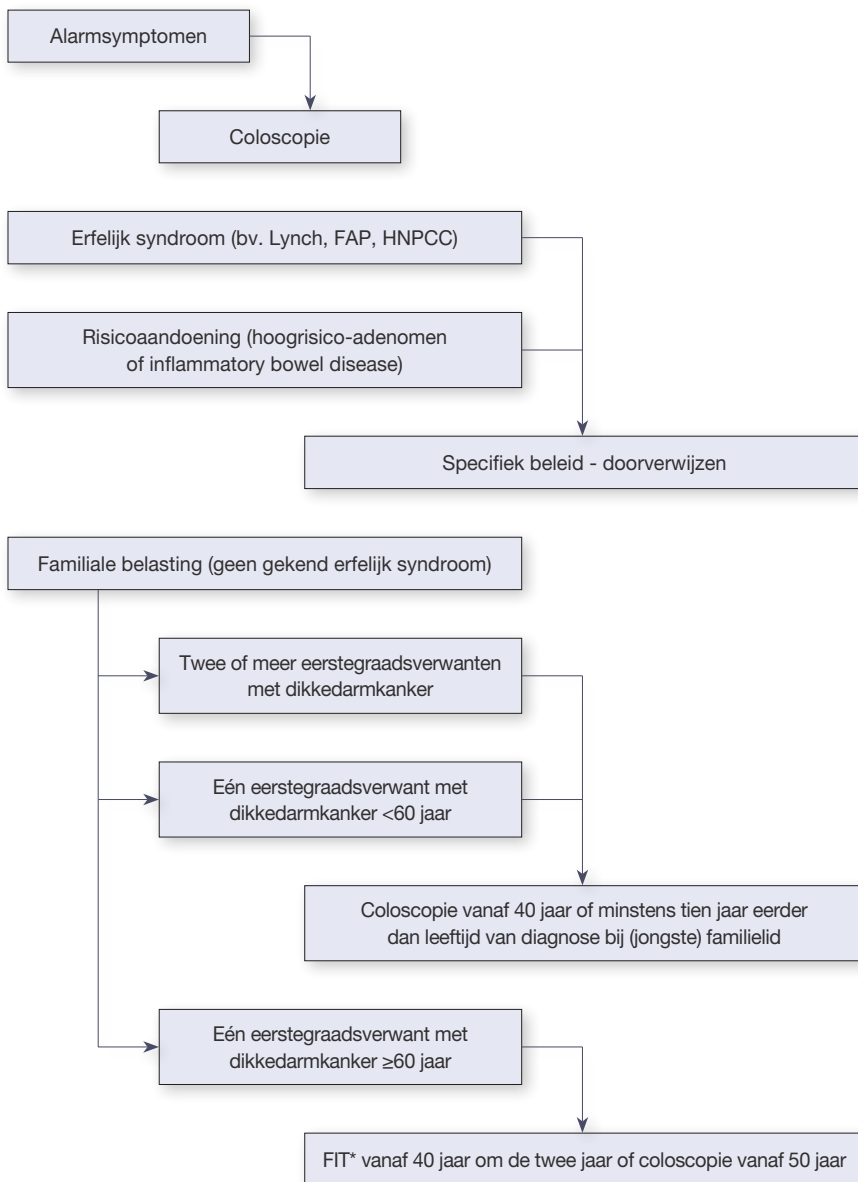 Alarmsymptomen
Coloscopie
Erfelijk syndroom (bv. Lynch, FAP, HNPCC)
Risicoaandoening (hoogrisico-adenomen
of inflammatory bowel disease)
Specifiek beleid - doorverwijzen
Familiale belasting (geen gekend erfelijk syndroom)
Twee of meer eerstegraadsverwanten
met dikkedarmkanker
Eén eerstegraadsverwant met
dikkedarmkanker <60 jaar
Coloscopie vanaf 40 jaar of minstens tien jaar eerder
dan leeftijd van diagnose bij (jongste) familielid
Eén eerstegraadsverwant met
dikkedarmkanker ≥60 jaar
FIT* vanaf 40 jaar om de twee jaar of coloscopie vanaf 50 jaar